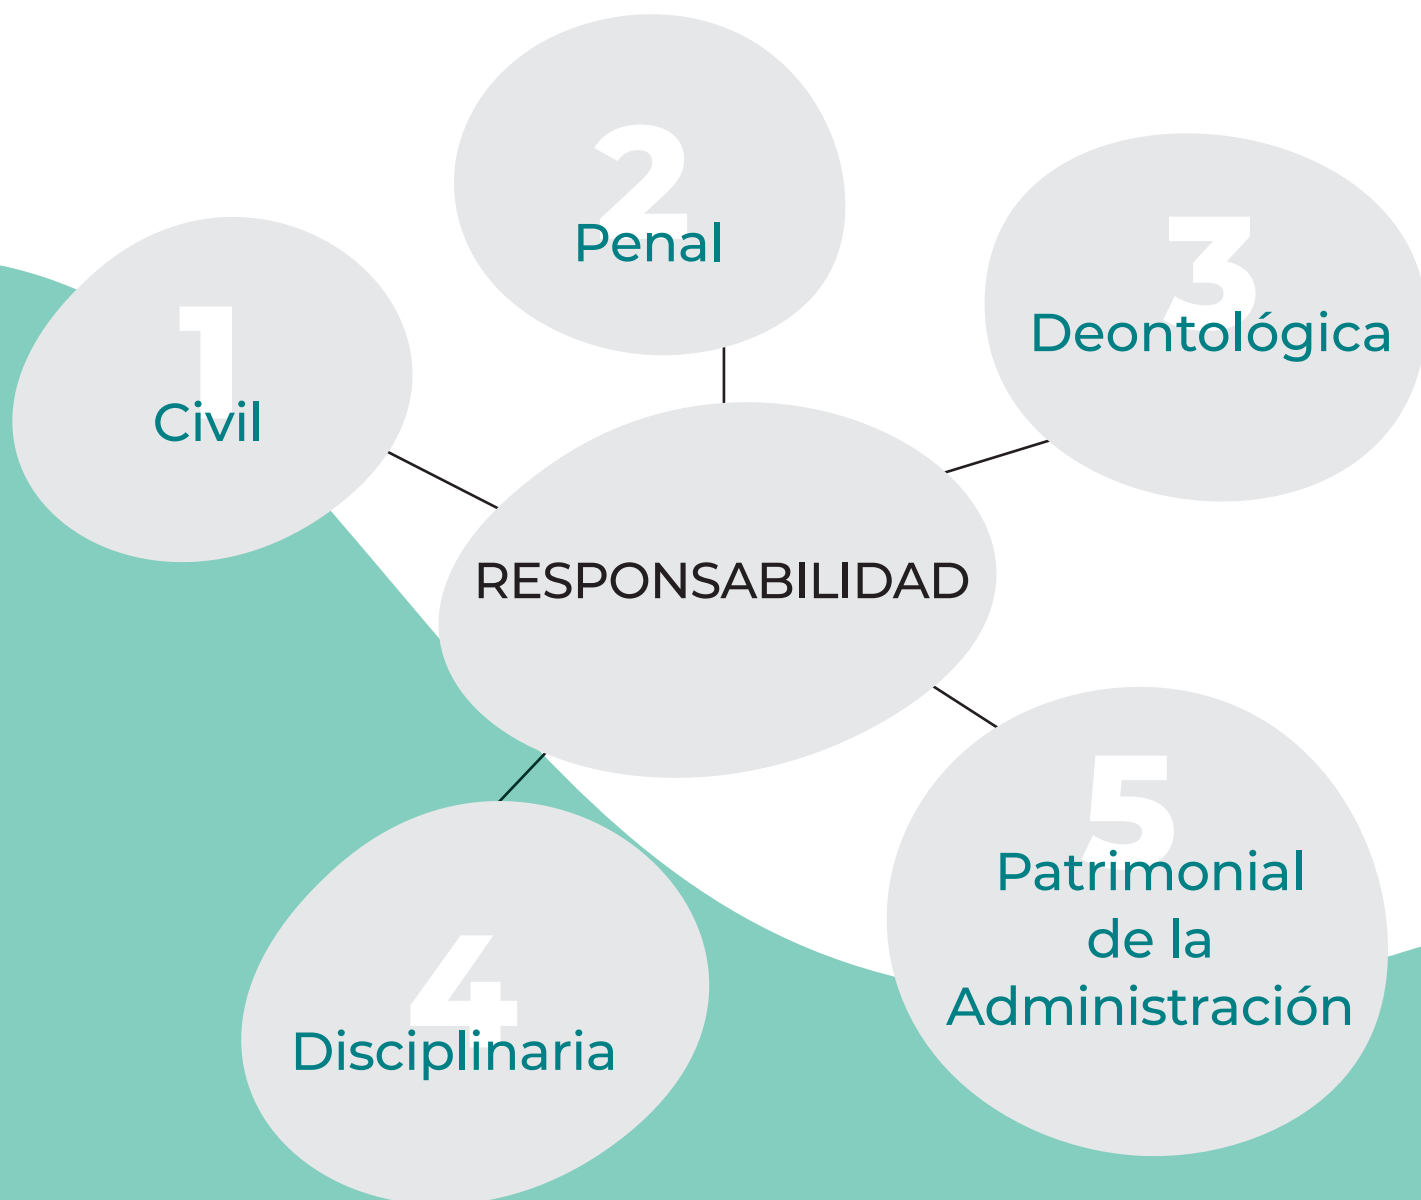 1
Civil
2
Penal
3
Deontológica
RESPONSABILIDAD
4
Disciplinaria
5
Patrimonial
de la
Administración